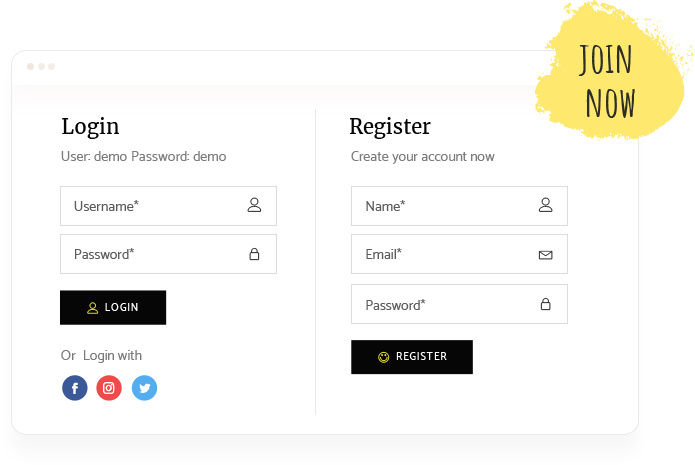 JOIN
NOW
Login
User: demo Password: demo
Username*
Password*
LOGIN
Or Login with
Register
Create your account now
Name*
Email*
Password*
REGISTER